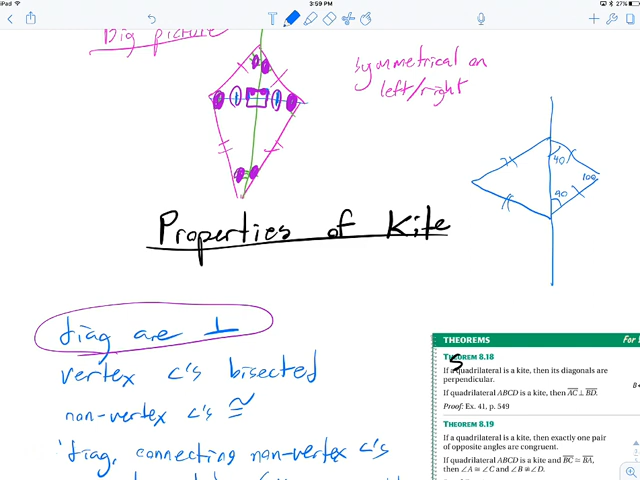 iPad
3:59 PM
27%
Big picture
symmetrical on
left/right
40
100
90
Properties of Kite
diag are ⊥
vertex <'s bisected
non-vertex <'s ≅
diag. connecting non-vertex <'s
THEOREMS
For
THEOREM 8.18
S
If a quadrilateral is a kite, then its diagonals are
perpendicular.
If quadrilateral ABCD is a kite, then AC ⊥ BD.
Proof: Ex. 41, p. 549
THEOREM 8.19
If a quadrilateral is a kite, then exactly one pair
of opposite angles are congruent.
If quadrilateral ABCD is a kite and BC ≅ BA,
then ∠A ≅ ∠C and ∠B ≇ ∠D.